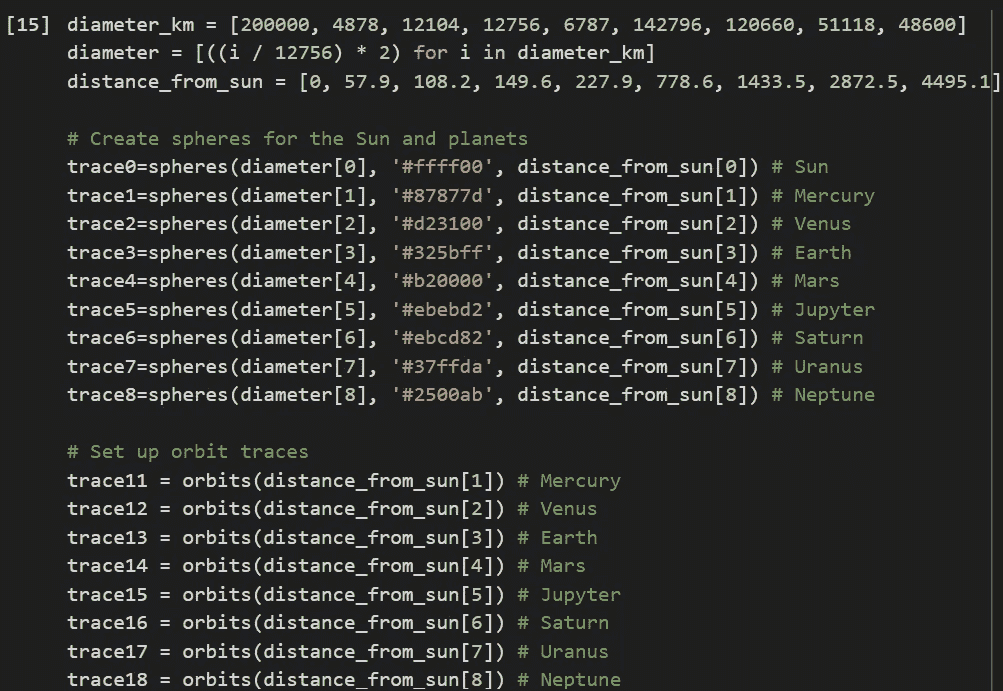 [15] diameter_km = [200000, 4878, 12104, 12756, 6787, 142796, 120660, 51118, 48600]
diameter = [((i / 12756) * 2) for i in diameter_km]
distance_from_sun = [0, 57.9, 108.2, 149.6, 227.9, 778.6, 1433.5, 2872.5, 4495.1]
# Create spheres for the Sun and planets
trace0=spheres(diameter[0], '#ffff00', distance_from_sun[0]) # Sun
trace1=spheres(diameter[1], '#87877d', distance_from_sun[1]) # Mercury
trace2=spheres(diameter[2], '#d23100', distance_from_sun[2]) # Venus
trace3=spheres(diameter[3], '#325bff', distance_from_sun[3]) # Earth
trace4=spheres(diameter[4], '#b20000', distance_from_sun[4]) # Mars
trace5=spheres(diameter[5], '#ebebd2', distance_from_sun[5]) # Jupyter
trace6=spheres(diameter[6], '#ebcd82', distance_from_sun[6]) # Saturn
trace7=spheres(diameter[7], '#37ffda', distance_from_sun[7]) # Uranus
trace8=spheres(diameter[8], '#2500ab', distance_from_sun[8]) # Neptune
# Set up orbit traces
trace11 = orbits(distance_from_sun[1]) # Mercury
trace12 = orbits(distance_from_sun[2]) # Venus
trace13 = orbits(distance_from_sun[3]) # Earth
trace14 = orbits(distance_from_sun[4]) # Mars
trace15 = orbits(distance_from_sun[5]) # Jupyter
trace16 = orbits(distance_from_sun[6]) # Saturn
trace17 = orbits(distance_from_sun[7]) # Uranus
trace18 = orbits(distance_from_sun[8]) # Neptune